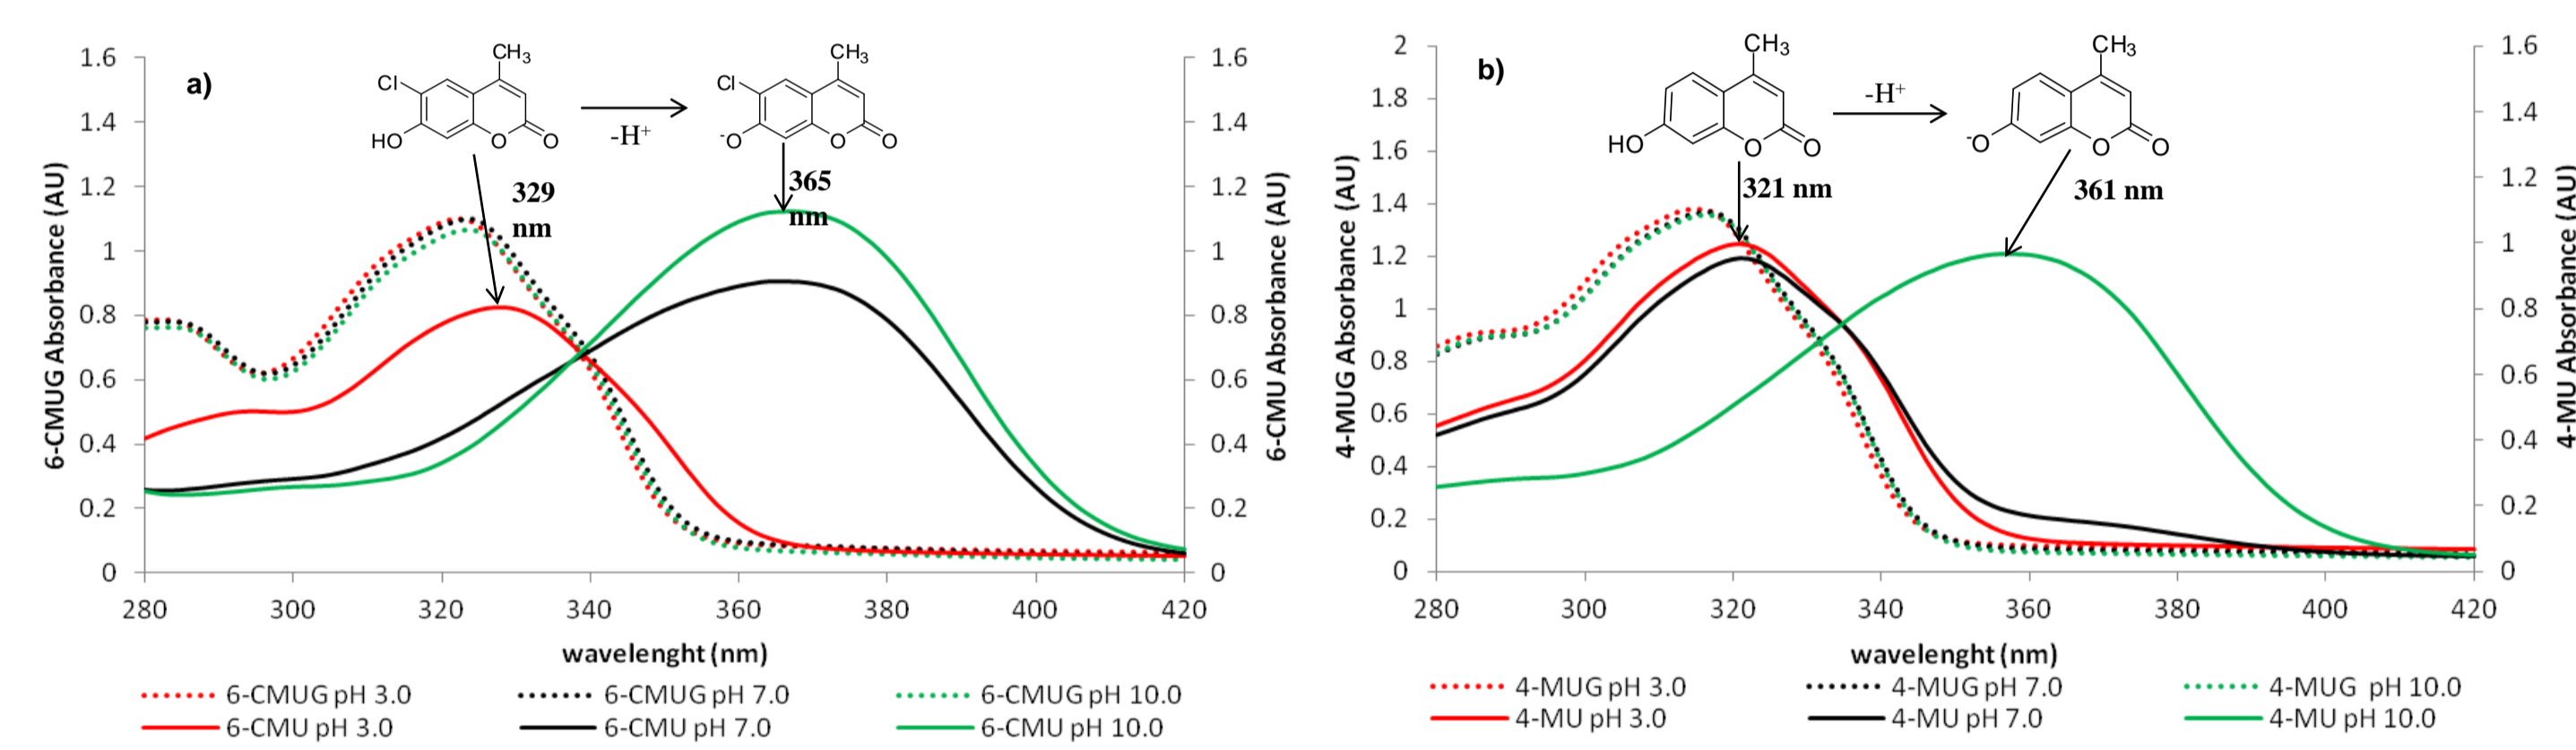 a)
CH3
Cl
HO
O
O
-H+
CH3
Cl
-O
O
O
329
nm
365
nm
6-CMUG Absorbance (AU)
1.6
1.4
1.2
1
0.8
0.6
0.4
0.2
0
6-CMU Absorbance (AU)
1.6
1.4
1.2
1
0.8
0.6
0.4
0.2
0
280 300 320 340 360 380 400 420
wavelenght (nm)
6-CMUG pH 3.0 6-CMUG pH 7.0 6-CMUG pH 10.0
6-CMU pH 3.0 6-CMU pH 7.0 6-CMU pH 10.0
b)
CH3
HO
O
O
-H+
CH3
-O
O
O
321 nm
361 nm
4-MUG Absorbance (AU)
2
1.8
1.6
1.4
1.2
1
0.8
0.6
0.4
0.2
0
4-MU Absorbance (AU)
1.6
1.4
1.2
1
0.8
0.6
0.4
0.2
0
280 300 320 340 360 380 400 420
wavelenght (nm)
4-MUG pH 3.0 4-MUG pH 7.0 4-MUG pH 10.0
4-MU pH 3.0 4-MU pH 7.0 4-MU pH 10.0